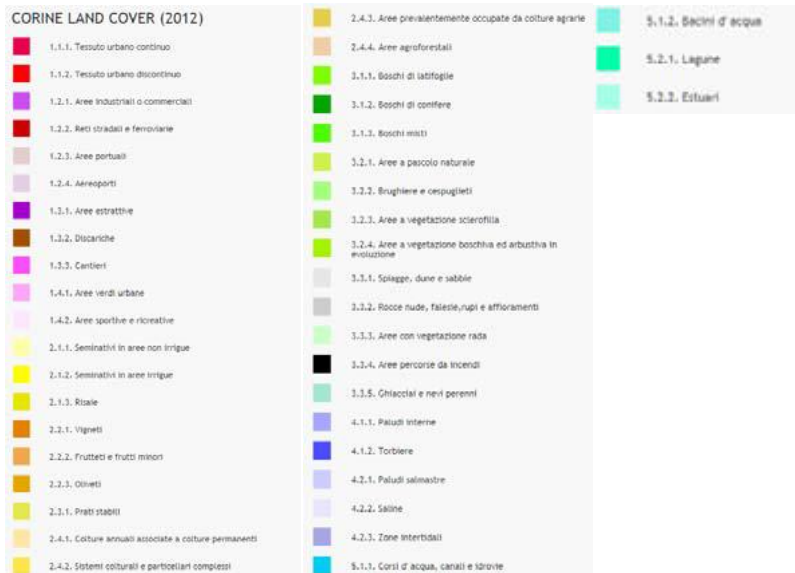 CORINE LAND COVER (2012)
1.1.1. Tessuto urbano continuo
1.1.2. Tessuto urbano discontinuo
1.2.1. Aree industriali o commerciali
1.2.2. Reti stradali e ferroviarie
1.2.3. Aree portuali
1.2.4. Aereoporti
1.3.1. Aree estrattive
1.3.2. Discariche
1.3.3. Cantieri
1.4.1. Aree verdi urbane
1.4.2. Aree sportive e ricreative
2.1.1. Seminativi in aree non irrigue
2.1.2. Seminativi in aree irrigue
2.1.3. Risaie
2.2.1. Vigneti
2.2.2. Frutteti e frutti minori
2.2.3. Oliveti
2.3.1. Prati stabili
2.4.1. Colture annuali associate a colture permanenti
2.4.2. Sistemi colturali e particellari complessi
2.4.3. Aree prevalentemente occupate da colture agrarie
2.4.4. Aree agroforestali
3.1.1. Boschi di latifoglie
3.1.2. Boschi di conifere
3.1.3. Boschi misti
3.2.1. Aree a pascolo naturale
3.2.2. Brughiere e cespuglieti
3.2.3. Aree a vegetazione sclerofilla
3.2.4. Aree a vegetazione boschiva ed arbustiva in
evoluzione
3.3.1. Spiagge, dune e sabbie
3.3.2. Rocce nude, falesie,rupi e affioramenti
3.3.3. Aree con vegetazione rada
3.3.4. Aree percorse da incendi
3.3.5. Ghiacciai e nevi perenni
4.1.1. Paludi interne
4.1.2. Torbiere
4.2.1. Paludi salmastre
4.2.2. Saline
4.2.3. Zone intertidali
5.1.1. Corsi d' acqua, canali e idrovie
5.1.2. Bacini d' acqua
5.2.1. Lagune
5.2.2. Estuari